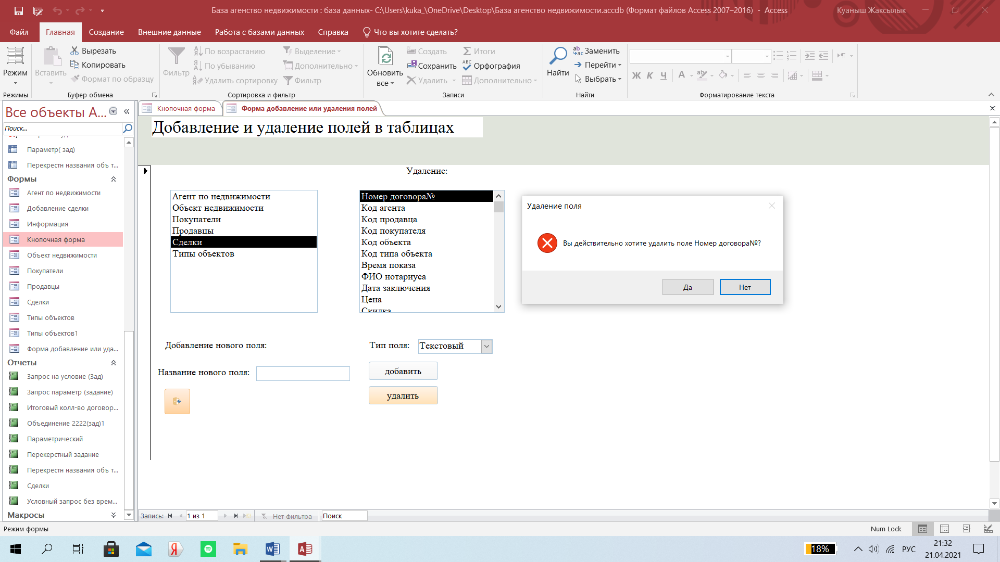 База агенство недвижимости : база данных- C:\Users\kuka_\OneDrive\Desktop\База агенство недвижимости.accdb (Формат файлов Access 2007–2016) - Access
Куаныш Жаксылык
Файл
Главная
Создание
Внешние данные
Работа с базами данных
Справка
Что вы хотите сделать?
Режим
Режимы
Вставить
Вырезать
Копировать
Формат по образцу
Буфер обмена
Фильтр
По возрастанию
По убыванию
Удалить сортировку
Выделение
Дополнительно
Фильтр
Сортировка и фильтр
Обновить
все
Создать
Сохранить
Удалить
Итоги
Орфография
Дополнительно
Записи
Найти
Заменить
Перейти
Выбрать
Найти
Ж К Ч
Форматирование текста
Все объекты A...
Поиск...
Параметр( зад)
Перекрестн названия объ т...
Формы
Агент по недвижимости
Добавление сделки
Информация
Кнопочная форма
Объект недвижимости
Покупатели
Продавцы
Сделки
Типы объектов
Типы объектов1
Форма добавление или уда...
Отчеты
Запрос на условие (Зад)
Запрос параметр (задание)
Итоговый колл-во договор...
Объединение 2222(зад)1
Параметрический
Перекерстный задание
Перекрестн названия объ т...
Сделки
Условный запрос без врем...
Макросы
Кнопочная форма
Форма добавление или удаления полей
Добавление и удаление полей в таблицах
Удаление:
Агент по недвижимости
Объект недвижимости
Покупатели
Продавцы
Сделки
Типы объектов
Номер договора№
Код агента
Код продавца
Код покупателя
Код объекта
Код типа объекта
Время показа
ФИО нотариуса
Дата заключения
Цена
Скидка
Удаление поля
Вы действительно хотите удалить поле Номер договора№?
Да
Нет
Добавление нового поля:
Тип поля:
Текстовый
Название нового поля:
добавить
удалить
Запись:
1 из 1
Нет фильтра
Поиск
Режим формы
Num Lock
18%
РУС
21:32
21.04.2021